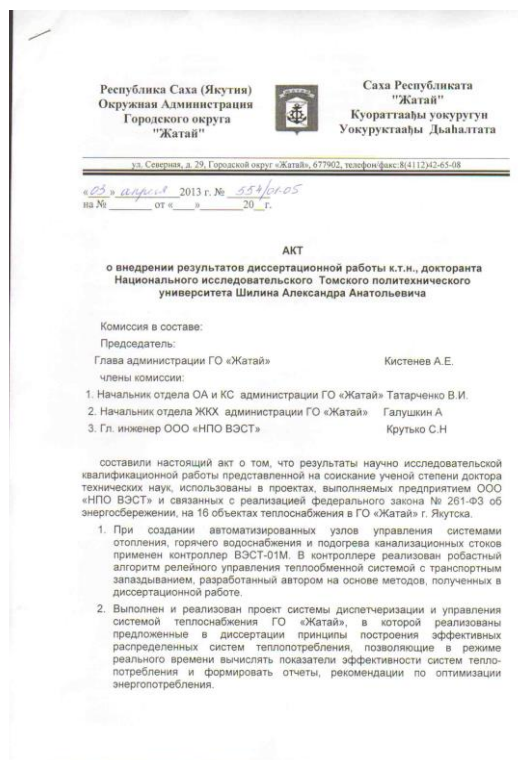 Республика Саха (Якутия)
Окружная Администрация
Городского округа
"Жатай"
Саха Республиката
"Жатай"
Куораттаађы уокуругун
Уокуруктаађы Дьаһалтата
ул. Северная, д. 29, Городской округ «Жатай», 677902, телефон/факс:8(4112)42-65-08
«03» апреля 2013 г. № 554/01-05
на № ________ от «____»________20__г.
АКТ
о внедрении результатов диссертационной работы к.т.н., докторанта
Национального исследовательского Томского политехнического
университета Шилина Александра Анатольевича
Комиссия в составе:
Председатель:
Глава администрации ГО «Жатай» Кистенев А.Е.
члены комиссии:
1. Начальник отдела ОА и КС администрации ГО «Жатай» Татарченко В.И.
2. Начальник отдела ЖКХ администрации ГО «Жатай» Галушкин А
3. Гл. инженер ООО «НПО ВЭСТ» Крутько С.Н
составили настоящий акт о том, что результаты научно исследовательской
квалификационной работы представленной на соискание ученой степени доктора
технических наук, использованы в проектах, выполняемых предприятием ООО
«НПО ВЭСТ» и связанных с реализацией федерального закона № 261-ФЗ об
энергосбережении, на 16 объектах теплоснабжения в ГО «Жатай» г. Якутска.
1. При создании автоматизированных узлов управления системами
отопления, горячего водоснабжения и подогрева канализационных стоков
применен контроллер ВЭСТ-01М. В контроллере реализован робастный
алгоритм релейного управления теплообменной системой с транспортным
запаздыванием, разработанный автором на основе методов, полученных в
диссертационной работе.
2. Выполнен и реализован проект системы диспетчеризации и управления
системой теплоснабжения ГО «Жатай», в которой реализованы
предложенные в диссертации принципы построения эффективных
распределенных систем теплопотребления, позволяющие в режиме
реального времени вычислять показатели эффективности систем тепло-
потребления и формировать отчеты, рекомендации по оптимизации
энергопотребления.